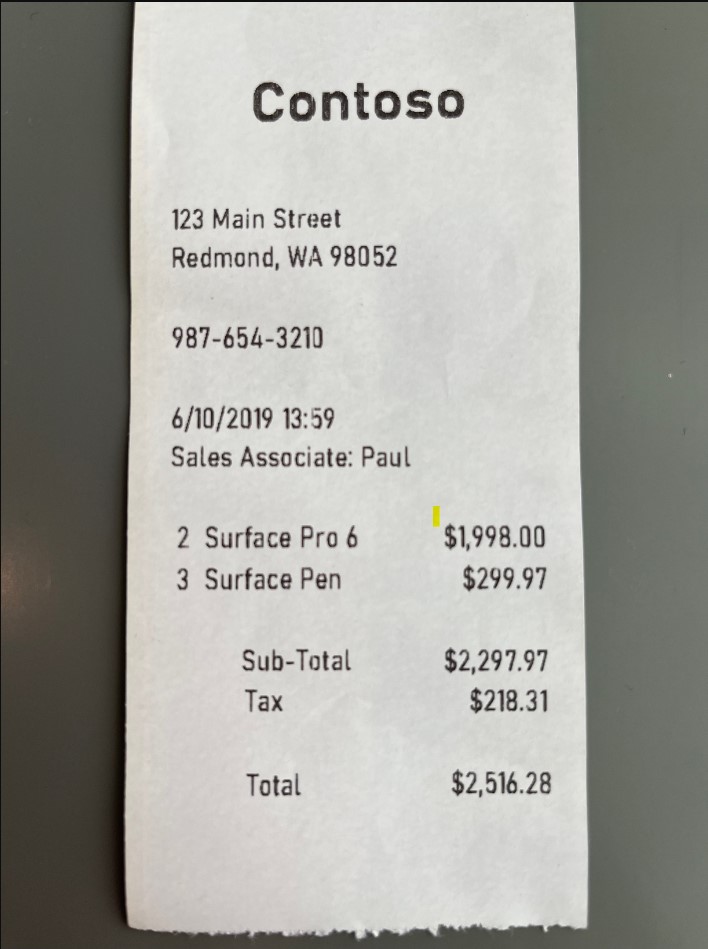 Contoso
123 Main Street
Redmond, WA 98052
987-654-3210
6/10/2019 13:59
Sales Associate: Paul
2 Surface Pro 6 $1,998.00
3 Surface Pen $299.97
Sub-Total $2,297.97
Tax $218.31
Total $2,516.28